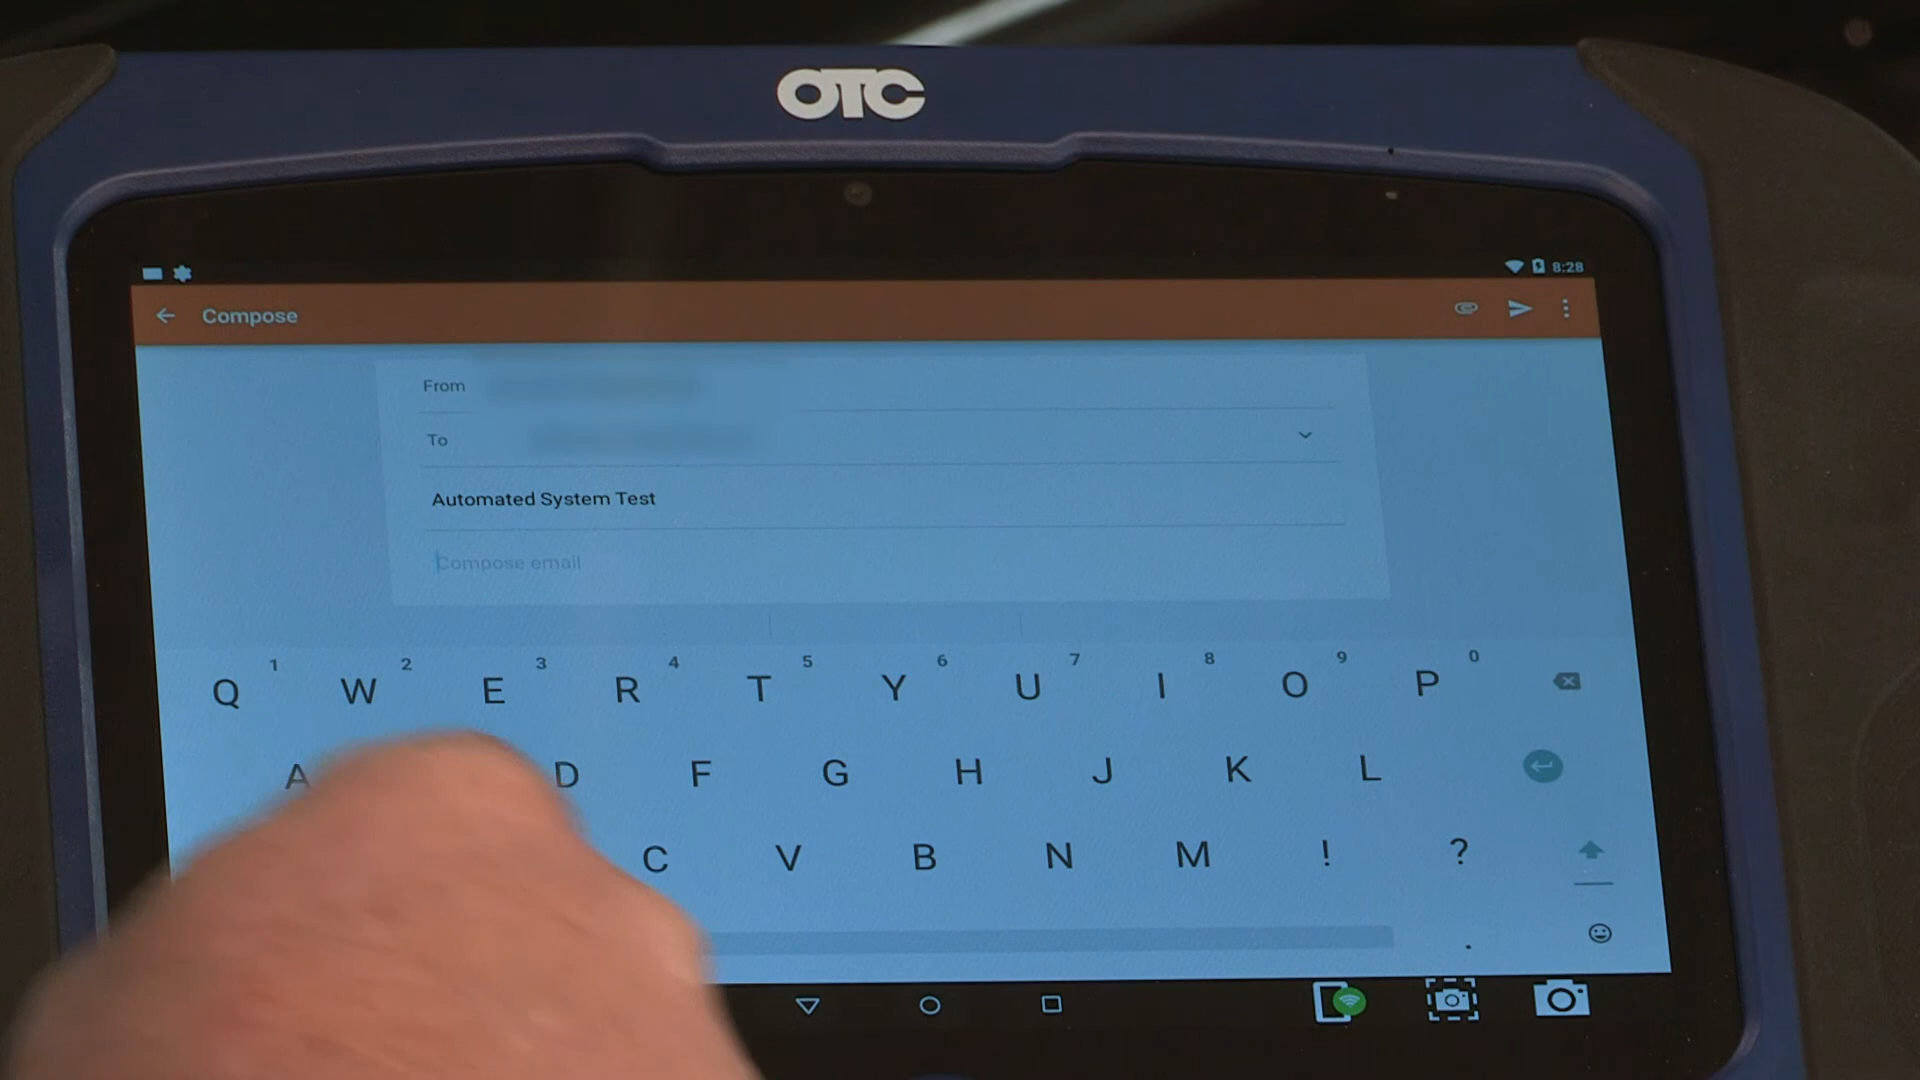 OTC
8:28
Compose
From
To
Automated System Test
Compose email
1 2 3 4 5 6 7 8 9 0
Q W E R T Y U I O P
A D F G H J K L
C V B N M ! ?
.